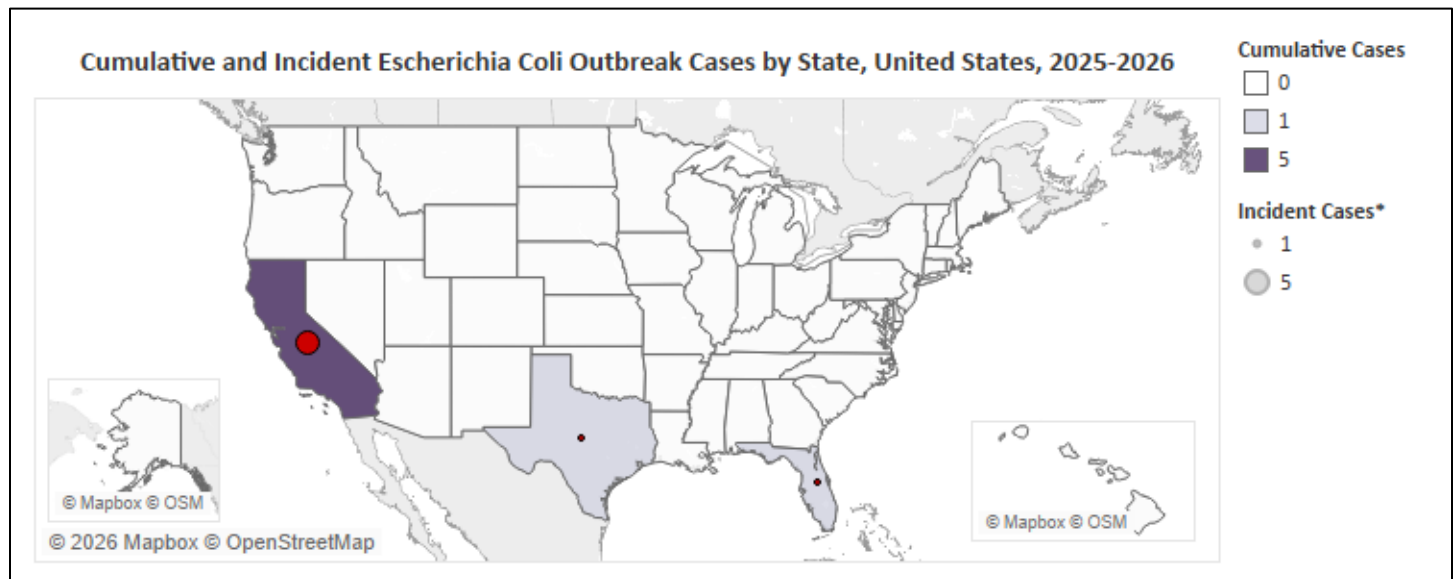 Cumulative and Incident Escherichia Coli Outbreak Cases by State, United States, 2025-2026
Cumulative Cases
0
1
5
Incident Cases*
1
5
© Mapbox © OSM
© 2026 Mapbox © OpenStreetMap
© Mapbox © OSM